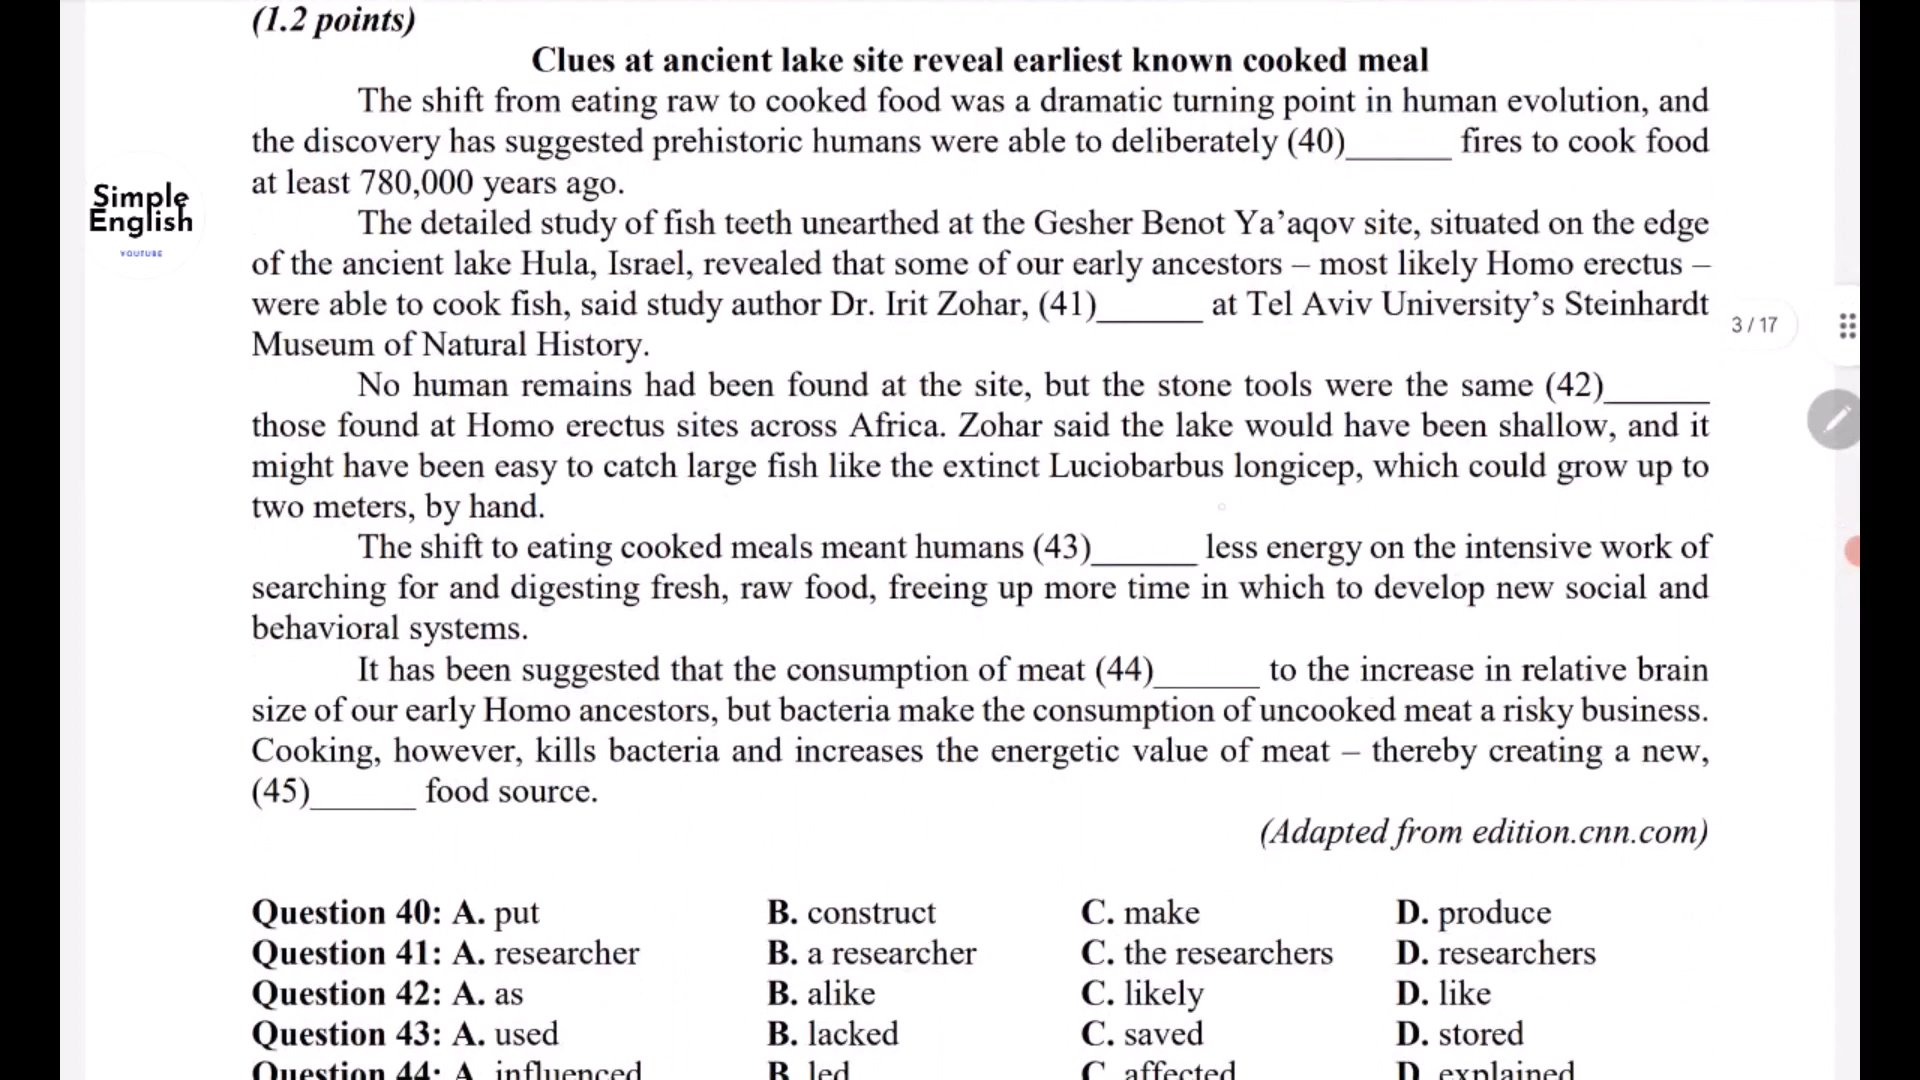 (1.2 points)
Clues at ancient lake site reveal earliest known cooked meal
The shift from eating raw to cooked food was a dramatic turning point in human evolution, and
the discovery has suggested prehistoric humans were able to deliberately (40)______ fires to cook food
at least 780,000 years ago.
The detailed study of fish teeth unearthed at the Gesher Benot Ya’aqov site, situated on the edge
of the ancient lake Hula, Israel, revealed that some of our early ancestors – most likely Homo erectus –
were able to cook fish, said study author Dr. Irit Zohar, (41)______ at Tel Aviv University’s Steinhardt
Museum of Natural History.
No human remains had been found at the site, but the stone tools were the same (42)______
those found at Homo erectus sites across Africa. Zohar said the lake would have been shallow, and it
might have been easy to catch large fish like the extinct Luciobarbus longicep, which could grow up to
two meters, by hand.
The shift to eating cooked meals meant humans (43)______ less energy on the intensive work of
searching for and digesting fresh, raw food, freeing up more time in which to develop new social and
behavioral systems.
It has been suggested that the consumption of meat (44)______ to the increase in relative brain
size of our early Homo ancestors, but bacteria make the consumption of uncooked meat a risky business.
Cooking, however, kills bacteria and increases the energetic value of meat – thereby creating a new,
(45)______ food source.
(Adapted from edition.cnn.com)
Question 40: A. put B. construct C. make D. produce
Question 41: A. researcher B. a researcher C. the researchers D. researchers
Question 42: A. as B. alike C. likely D. like
Question 43: A. used B. lacked C. saved D. stored
Question 44: A. influenced B. led C. affected D. explained
Simple
English
YOUTUBE
3 / 17